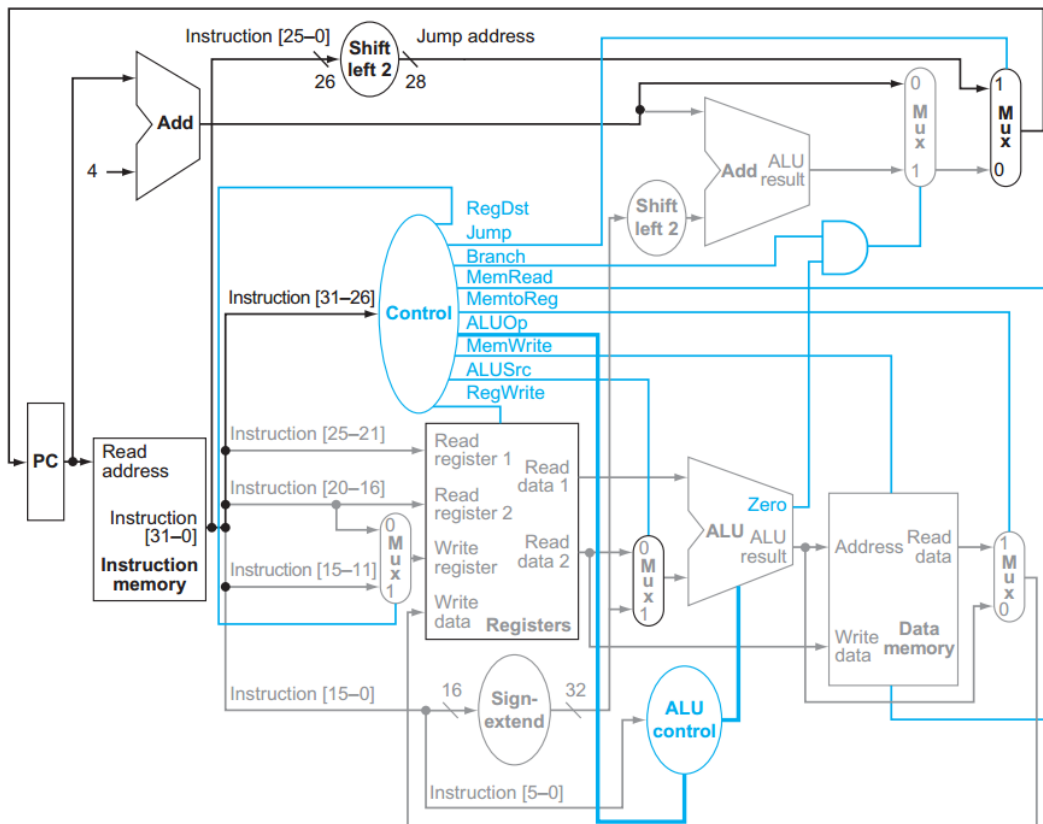 Instruction [25–0]
Shift
left 2
Jump address
26
28
Add
4
0
M
u
x
1
1
M
u
x
0
Add
ALU
result
Shift
left 2
RegDst
Jump
Branch
MemRead
MemtoReg
ALUOp
MemWrite
ALUSrc
RegWrite
Instruction [31–26]
Control
PC
Read
address
Instruction
[31–0]
Instruction
memory
Instruction [25–21]
Instruction [20–16]
Instruction [15–11]
0
M
u
x
1
Read
register 1
Read
register 2
Write
register
Write
data
Read
data 1
Read
data 2
Registers
0
M
u
x
1
Zero
ALU
ALU
result
Address
Read
data
Write
data
Data
memory
1
M
u
x
0
Instruction [15–0]
16
Sign-
extend
32
ALU
control
Instruction [5–0]